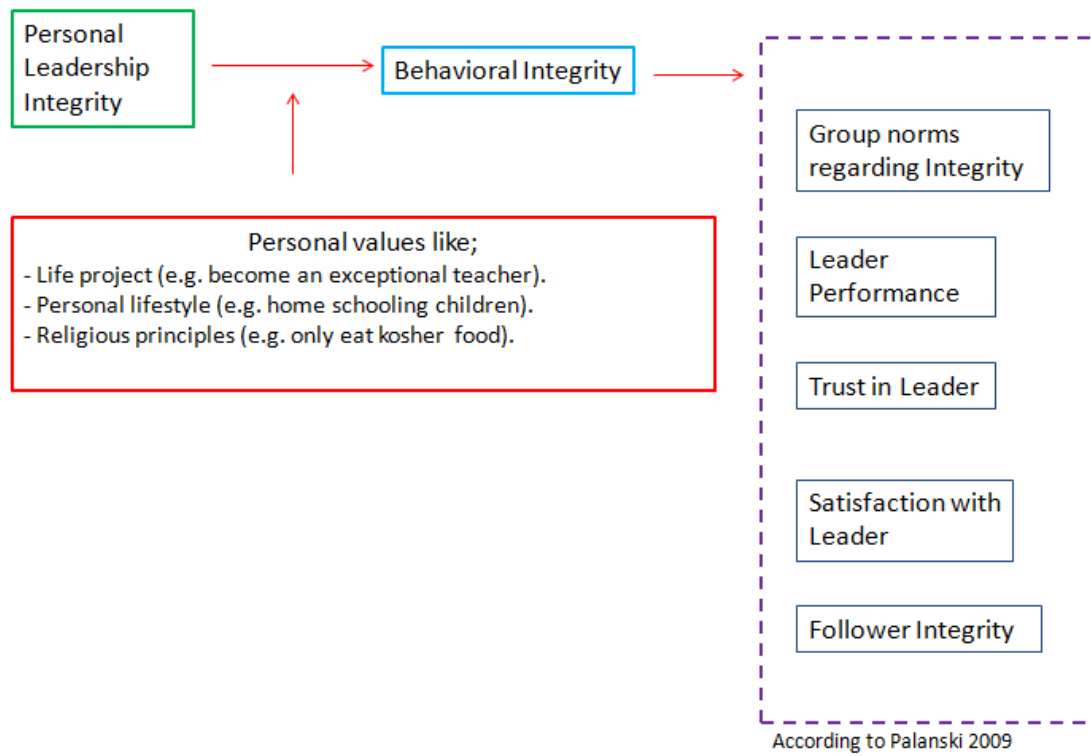 Personal
Leadership
Integrity
Behavioral Integrity
Personal values like;
- Life project (e.g. become an exceptional teacher).
- Personal lifestyle (e.g. home schooling children).
- Religious principles (e.g. only eat kosher food).
Group norms
regarding Integrity
Leader
Performance
Trust in Leader
Satisfaction with
Leader
Follower Integrity
According to Palanski 2009